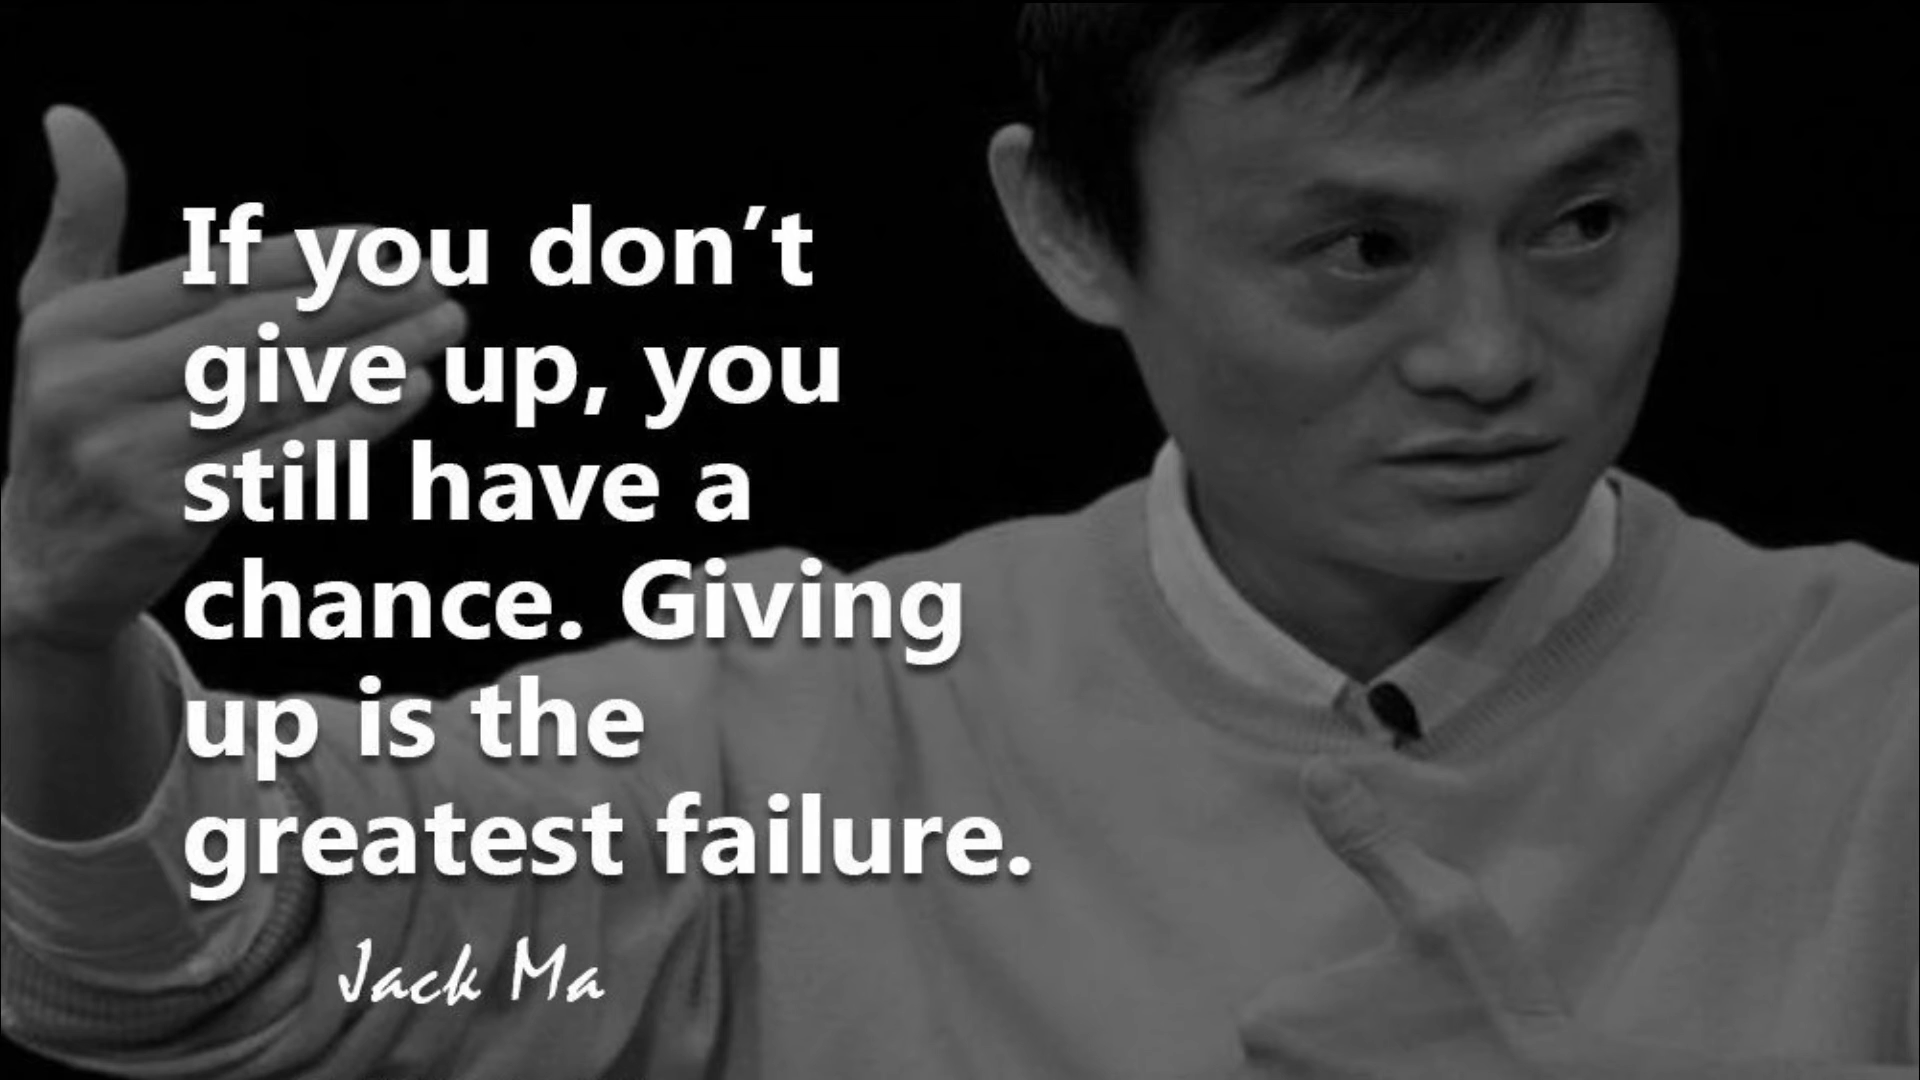 If you don’t
give up, you
still have a
chance. Giving
up is the
greatest failure.
Jack Ma